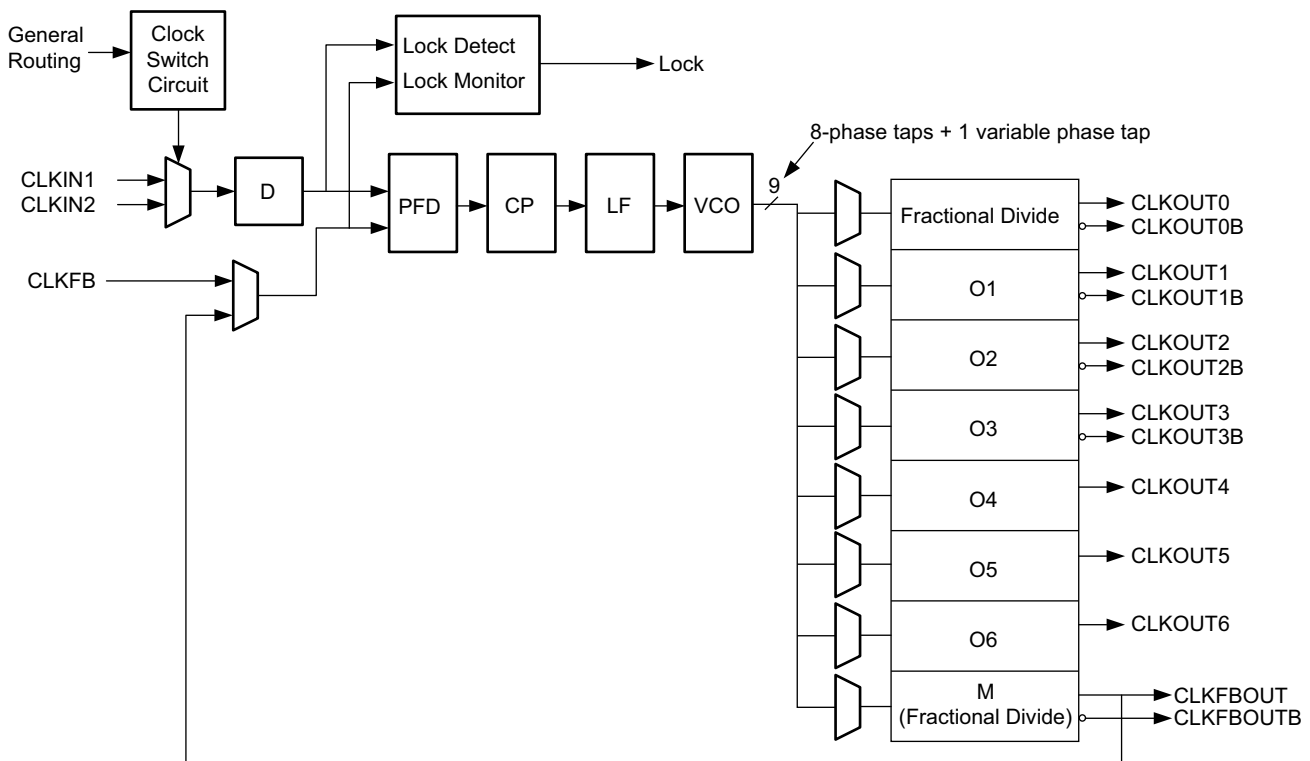 General
Routing
Clock
Switch
Circuit
Lock Detect
Lock Monitor
Lock
8-phase taps + 1 variable phase tap
CLKIN1
CLKIN2
D
PFD
CP
LF
VCO
9
CLKFB
Fractional Divide
CLKOUT0
CLKOUT0B
O1
CLKOUT1
CLKOUT1B
O2
CLKOUT2
CLKOUT2B
O3
CLKOUT3
CLKOUT3B
O4
CLKOUT4
O5
CLKOUT5
O6
CLKOUT6
M
(Fractional Divide)
CLKFBOUT
CLKFBOUTB